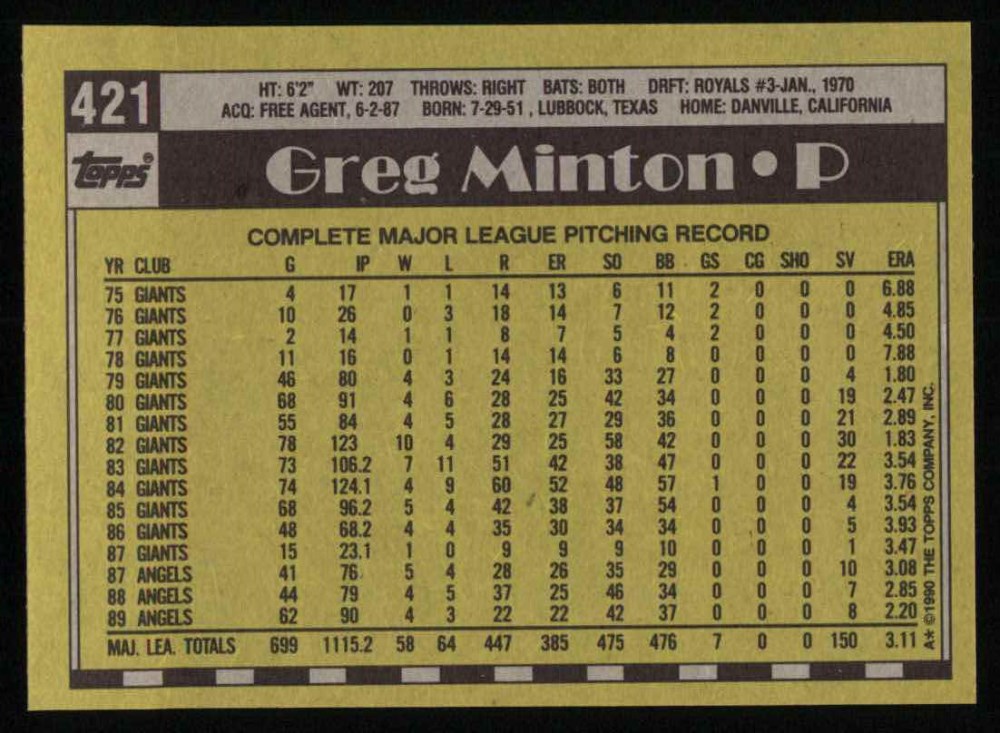 421
HT: 6'2" WT: 207 THROWS: RIGHT BATS: BOTH DRFT: ROYALS #3-JAN., 1970
ACQ: FREE AGENT, 6-2-87 BORN: 7-29-51 , LUBBOCK, TEXAS HOME: DANVILLE, CALIFORNIA
Topps®
Greg Minton • P
COMPLETE MAJOR LEAGUE PITCHING RECORD
YR CLUB G IP W L R ER SO BB GS CG SHO SV ERA
75 GIANTS 4 17 1 1 14 13 6 11 2 0 0 0 6.88
76 GIANTS 10 26 0 3 18 14 7 12 2 0 0 0 4.85
77 GIANTS 2 14 1 1 8 7 5 4 2 0 0 0 4.50
78 GIANTS 11 16 0 1 14 14 6 8 0 0 0 0 7.88
79 GIANTS 46 80 4 3 24 16 33 27 0 0 0 4 1.80
80 GIANTS 68 91 4 6 28 25 42 34 0 0 0 19 2.47
81 GIANTS 55 84 4 5 28 27 29 36 0 0 0 21 2.89
82 GIANTS 78 123 10 4 29 25 58 42 0 0 0 30 1.83
83 GIANTS 73 106.2 7 11 51 42 38 47 0 0 0 22 3.54
84 GIANTS 74 124.1 4 9 60 52 48 57 1 0 0 19 3.76
85 GIANTS 68 96.2 5 4 42 38 37 54 0 0 0 4 3.54
86 GIANTS 48 68.2 4 4 35 30 34 34 0 0 0 5 3.93
87 GIANTS 15 23.1 1 0 9 9 9 10 0 0 0 1 3.47
87 ANGELS 41 76 5 4 28 26 35 29 0 0 0 10 3.08
88 ANGELS 44 79 4 5 37 25 46 34 0 0 0 7 2.85
89 ANGELS 62 90 4 3 22 22 42 37 0 0 0 8 2.20
MAJ. LEA. TOTALS 699 1115.2 58 64 447 385 475 476 7 0 0 150 3.11
A* ©1990 THE TOPPS COMPANY, INC.